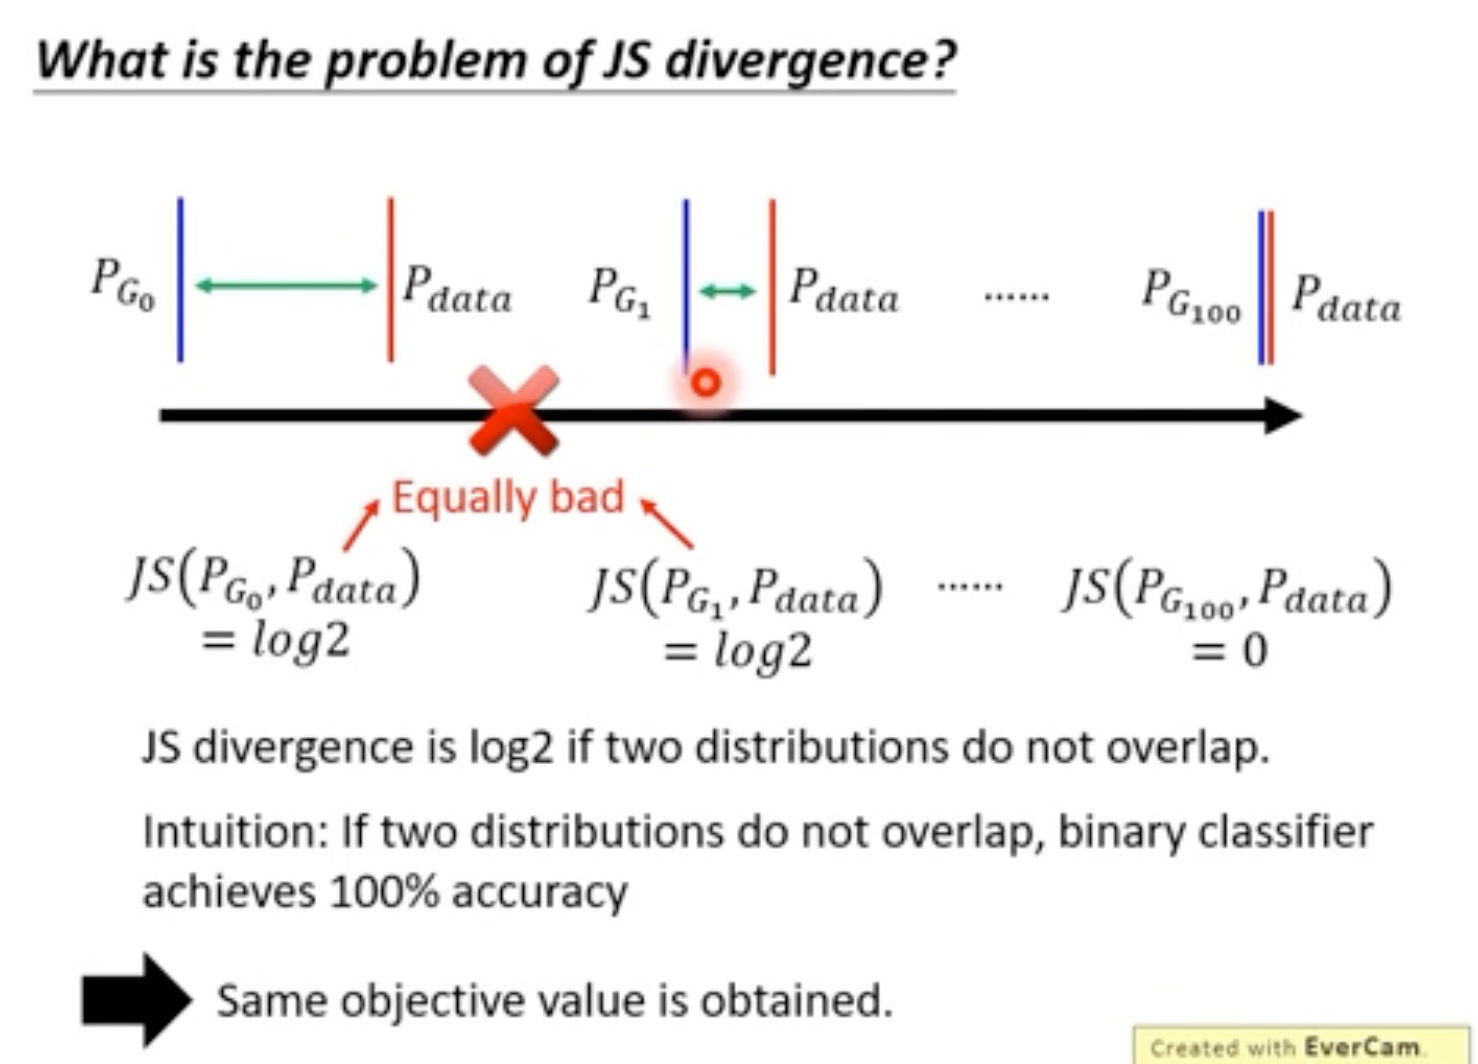 What is the problem of JS divergence?
P_{G_0} P_{data} P_{G_1} P_{data} ...... P_{G_{100}} P_{data}
Equally bad
JS(P_{G_0}, P_{data}) JS(P_{G_1}, P_{data}) ...... JS(P_{G_{100}}, P_{data})
= log2 = log2 = 0
JS divergence is log2 if two distributions do not overlap.
Intuition: If two distributions do not overlap, binary classifier
achieves 100% accuracy
Same objective value is obtained.
Created with EverCam.